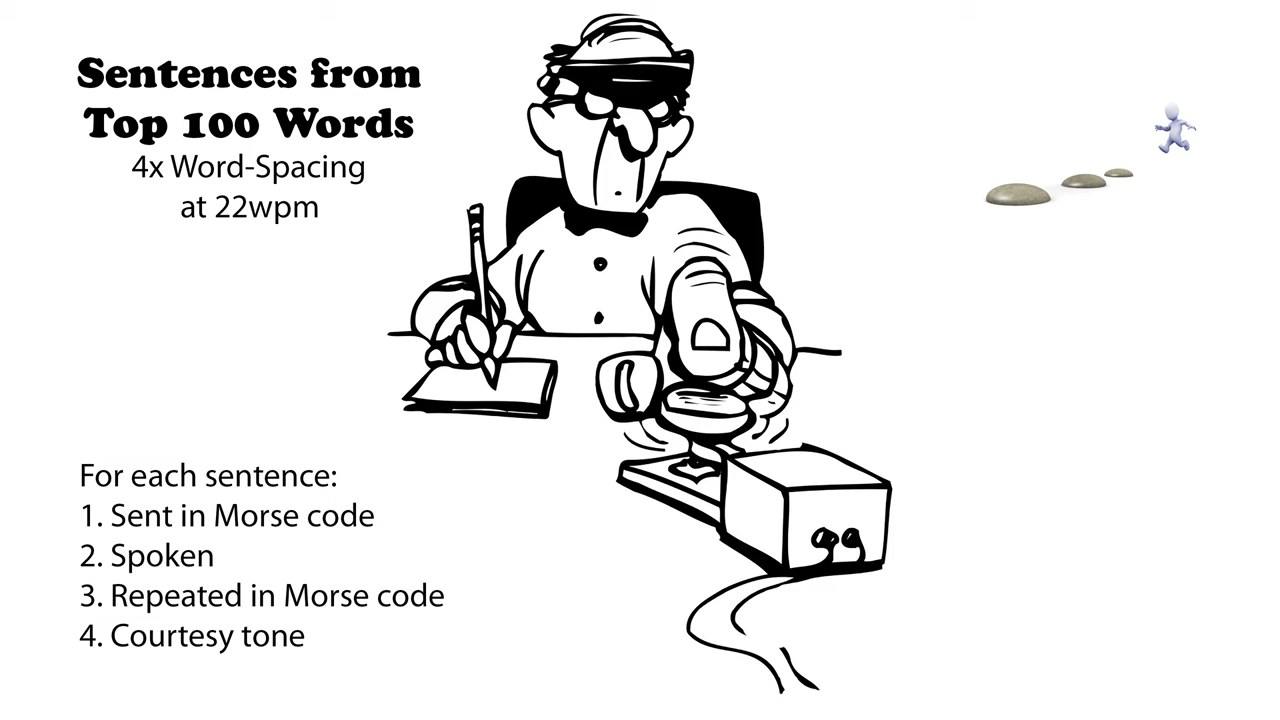 Sentences from
Top 100 Words
4x Word-Spacing
at 22wpm
For each sentence:
1. Sent in Morse code
2. Spoken
3. Repeated in Morse code
4. Courtesy tone